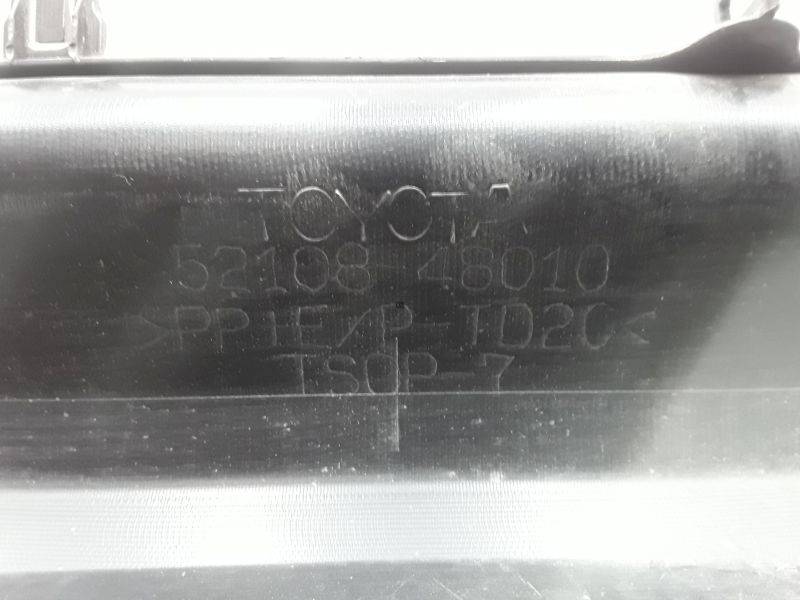 TOYOTA
52108-48010
>PP+E/P-TD20<
TSOP-7